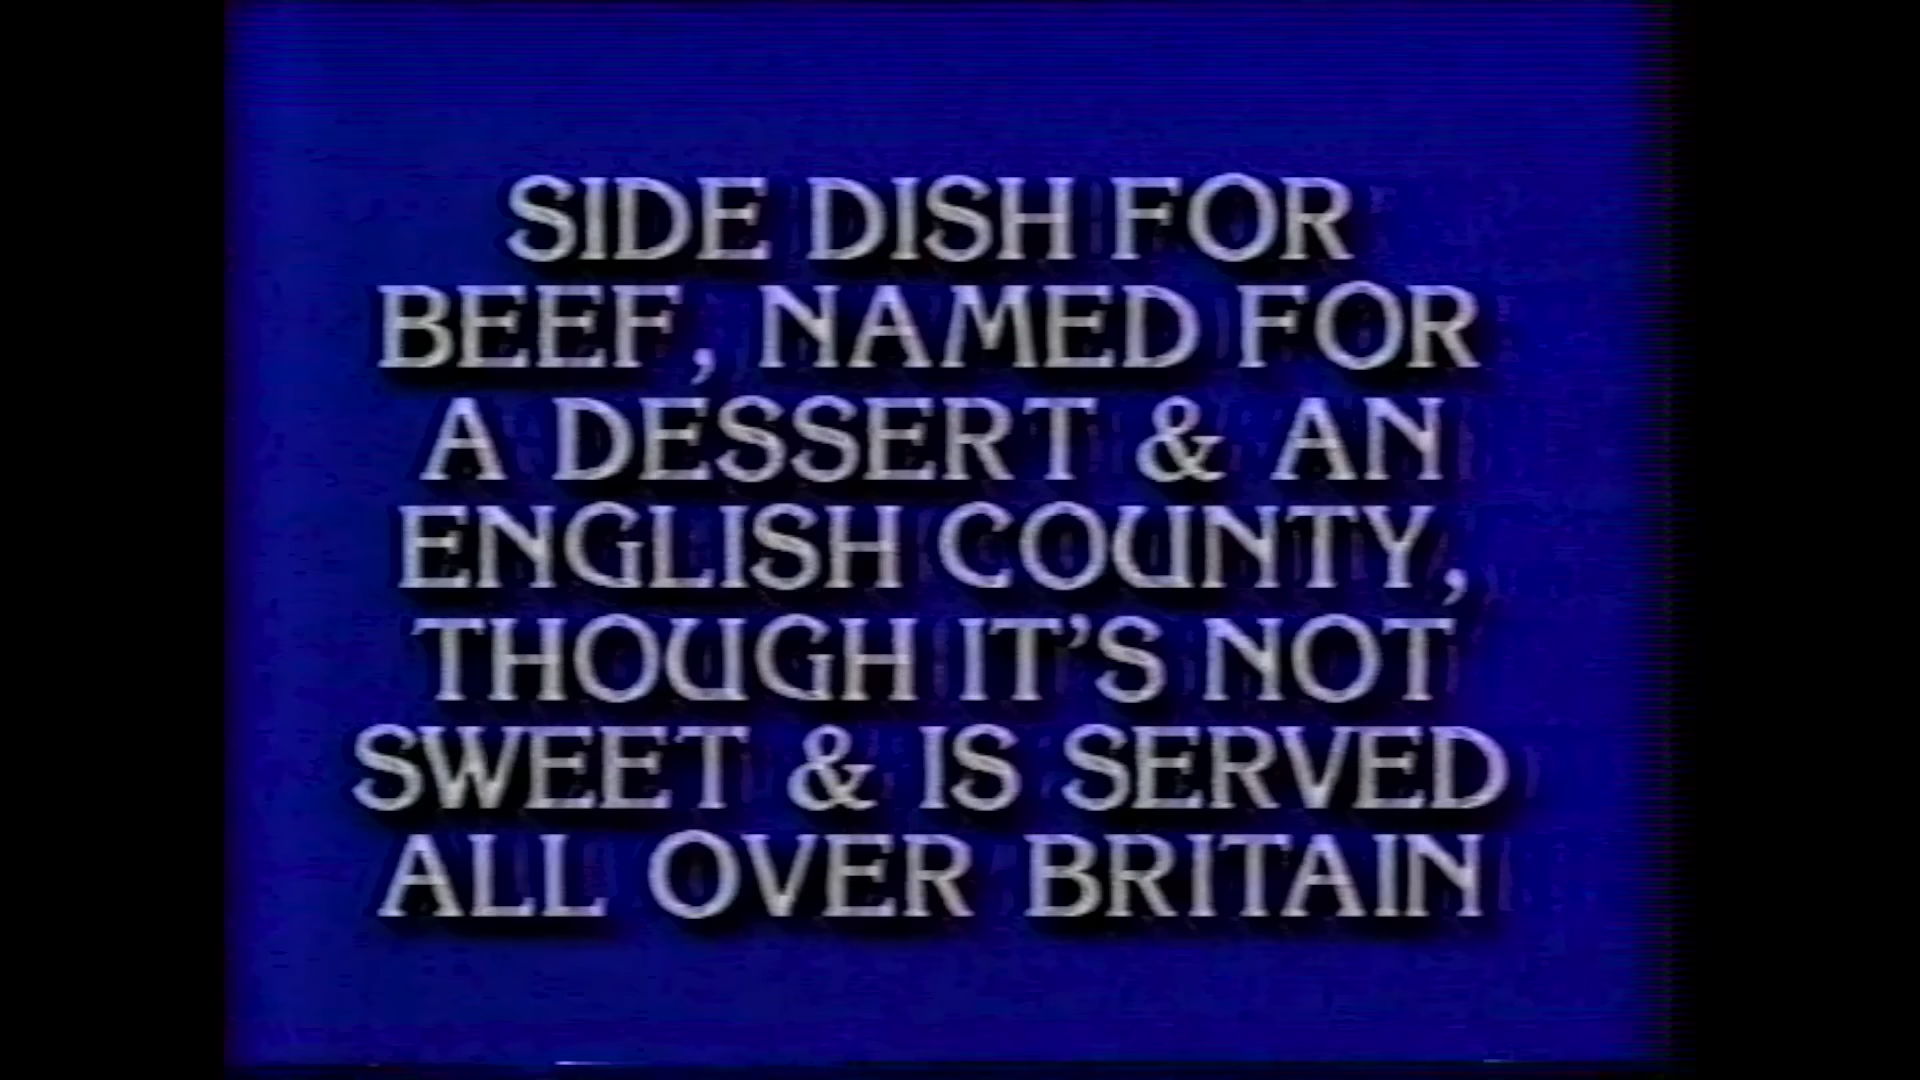 SIDE DISH FOR
BEEF, NAMED FOR
A DESSERT & AN
ENGLISH COUNTY,
THOUGH IT'S NOT
SWEET & IS SERVED
ALL OVER BRITAIN